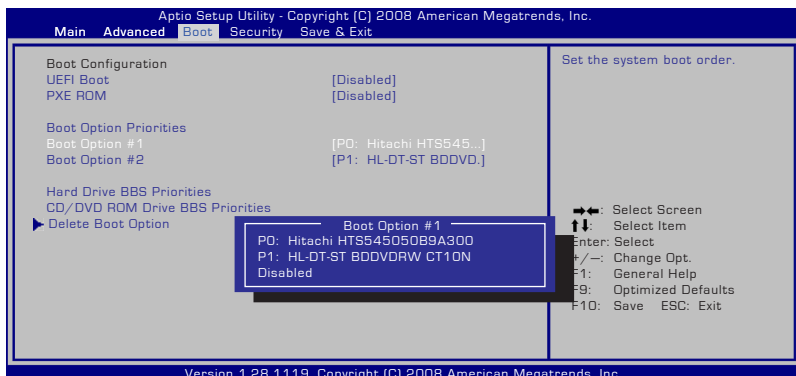 Aptio Setup Utility - Copyright (C) 2008 American Megatrends, Inc.
Main Advanced Boot Security Save & Exit
Boot Configuration
UEFI Boot [Disabled]
PXE ROM [Disabled]
Boot Option Priorities
Boot Option #1 [P0: Hitachi HTS545...]
Boot Option #2 [P1: HL-DT-ST BDDVD.]
Hard Drive BBS Priorities
CD/DVD ROM Drive BBS Priorities
Delete Boot Option
Boot Option #1
P0: Hitachi HTS545050B9A300
P1: HL-DT-ST BDDVDRW CT10N
Disabled
Set the system boot order.
→←: Select Screen
↑↓: Select Item
Enter: Select
+/—: Change Opt.
F1: General Help
F9: Optimized Defaults
F10: Save ESC: Exit
Version 1.28.1119. Copyright (C) 2008 American Megatrends, Inc.